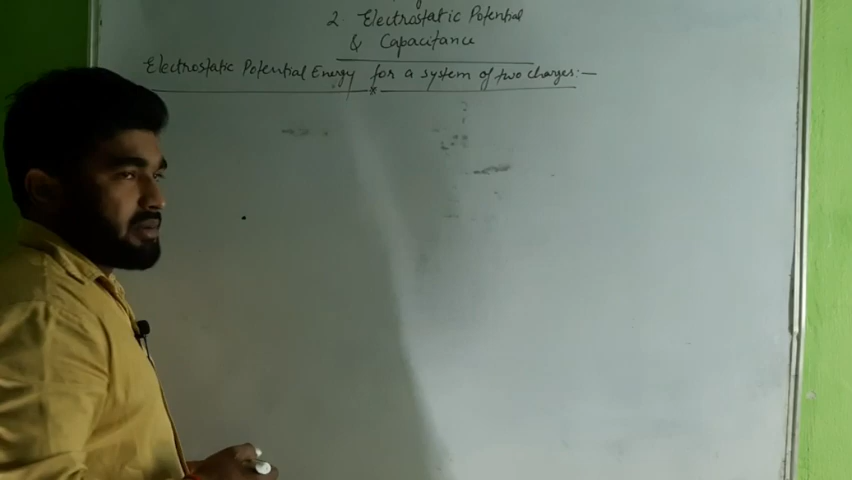 2. Electrostatic Potential
& Capacitance
Electrostatic Potential Energy for a system of two charges:-